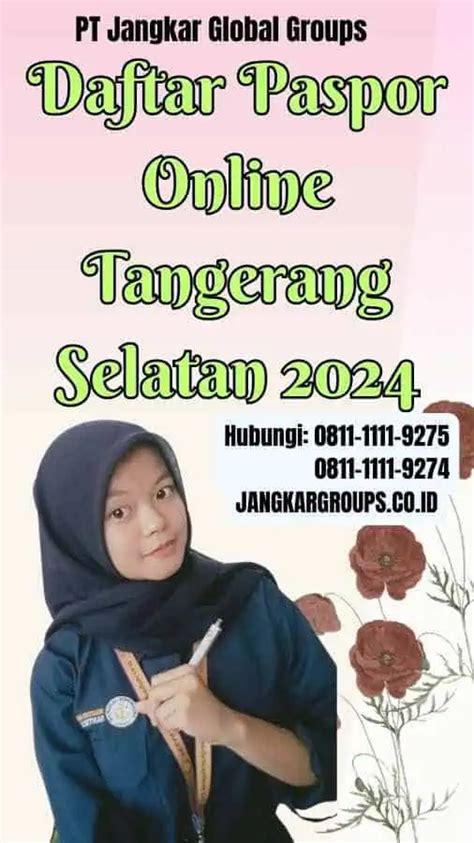 PT Jangkar Global Groups
Daftar Paspor
Online
Tangerang
Selatan 2024
Hubungi: 0811-1111-9275
0811-1111-9274
JANGKARGROUPS.CO.ID